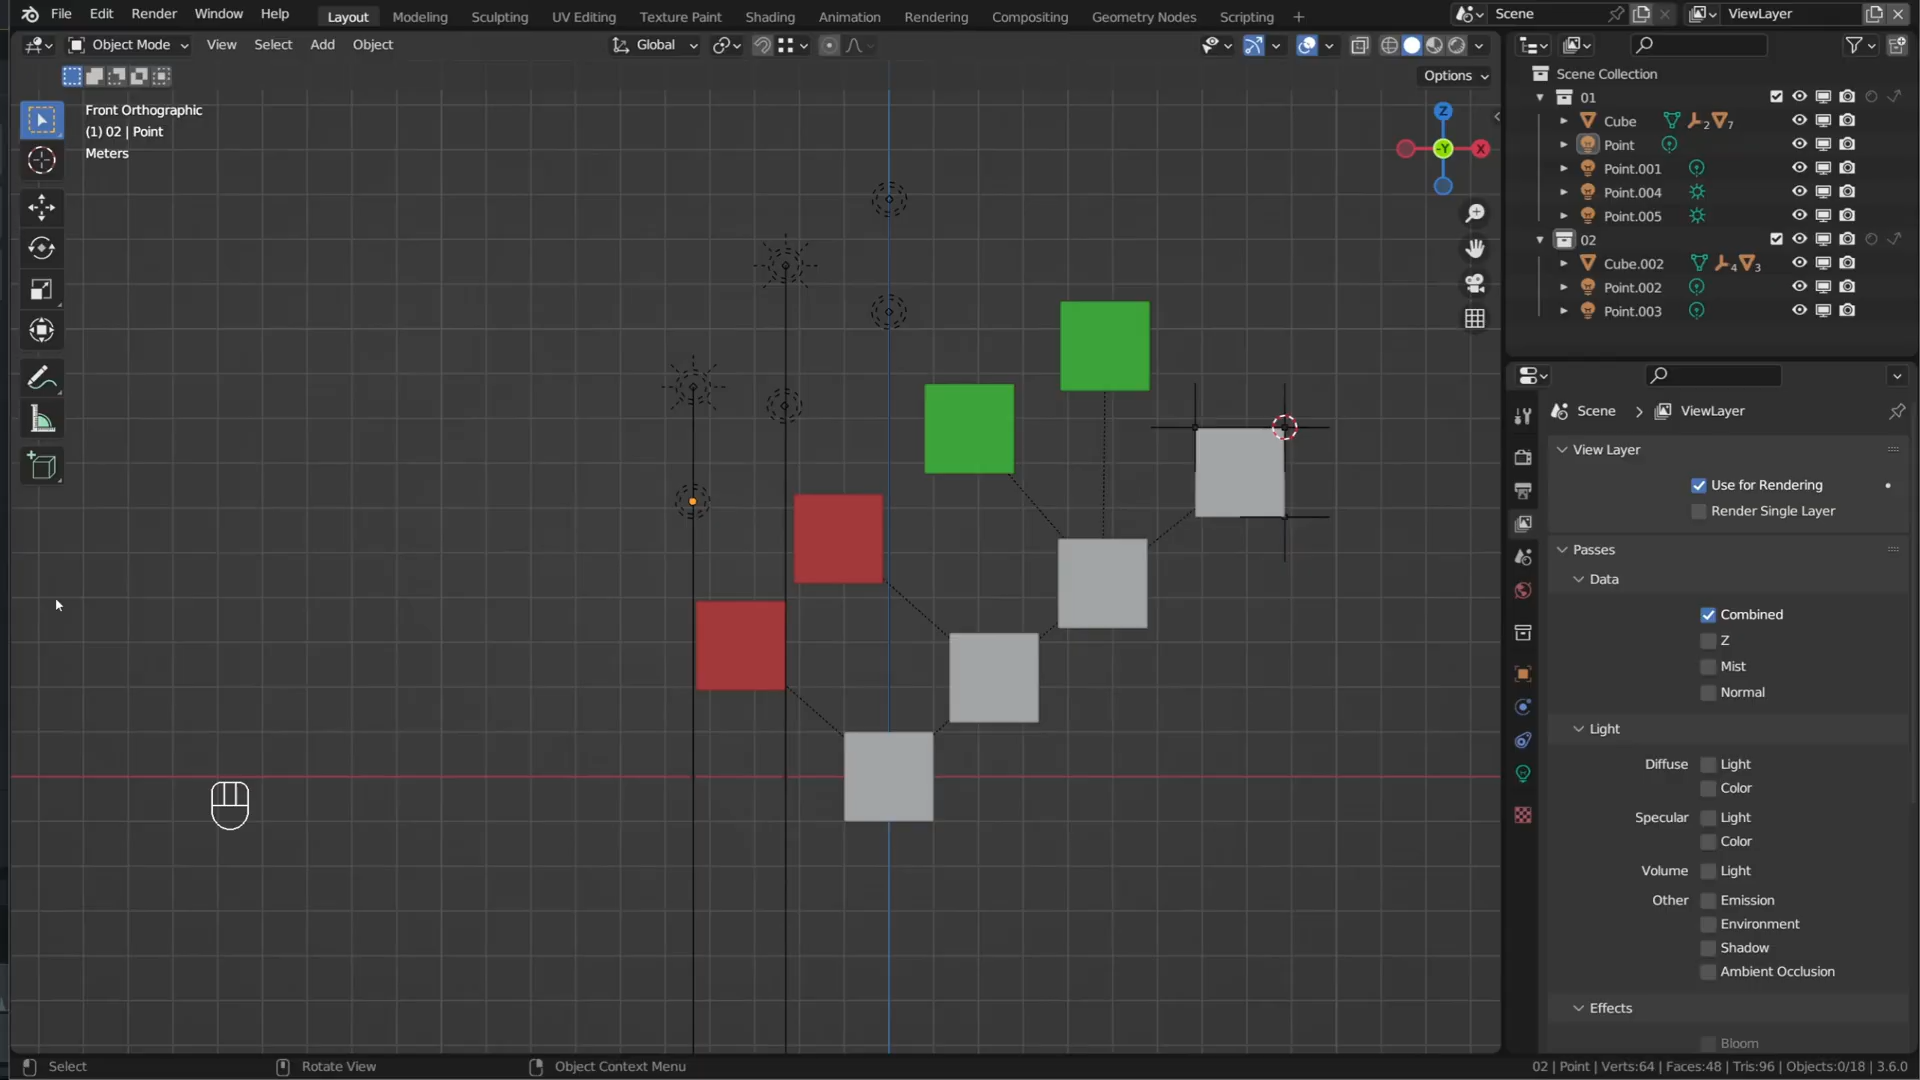 File Edit Render Window Help Layout Modeling Sculpting UV Editing Texture Paint Shading Animation Rendering Compositing Geometry Nodes Scripting + Scene ViewLayer
Object Mode View Select Add Object Global
Options
Front Orthographic
(1) 02 | Point
Meters
Z
-Y
X
Scene Collection
01
Cube 2 7
Point
Point.001
Point.004
Point.005
02
Cube.002 4 3
Point.002
Point.003
Scene ViewLayer
View Layer
Use for Rendering
Render Single Layer
Passes
Data
Combined
Z
Mist
Normal
Light
Diffuse Light
Color
Specular Light
Color
Volume Light
Other Emission
Environment
Shadow
Ambient Occlusion
Effects
Bloom
Select Rotate View Object Context Menu 02 | Point | Verts:64 | Faces:48 | Tris:96 | Objects:0/18 | 3.6.0